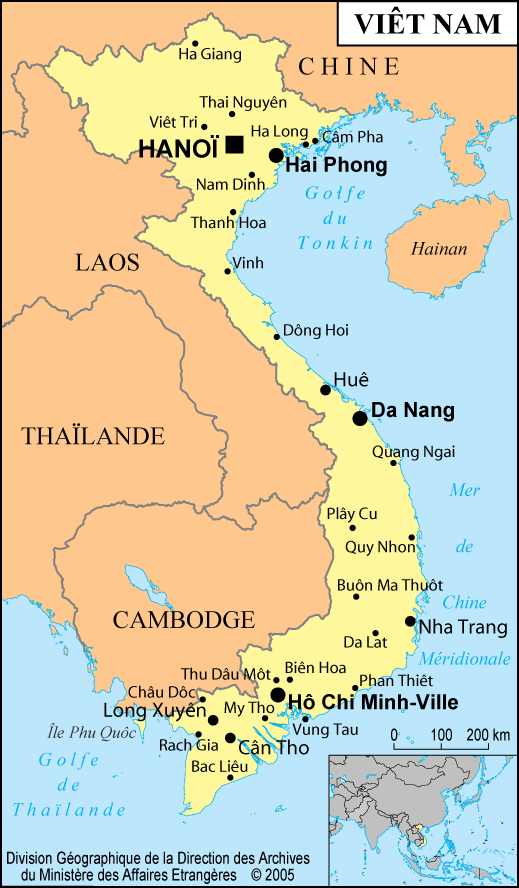 VIÊT NAM
Ha Giang
CHINE
Thai Nguyên
Viêt Tri
Ha Long
Câm Pha
HANOÏ
Hai Phong
Nam Dinh
Golfe
du
Tonkin
Thanh Hoa
Hainan
LAOS
Vinh
Dông Hoi
Huê
Da Nang
THAÏLANDE
Quang Ngai
Mer
de
Chine
Méridionale
Plây Cu
Quy Nhon
Buôn Ma Thuôt
CAMBODGE
Nha Trang
Da Lat
Thu Dâu Môt
Biên Hoa
Phan Thiêt
Châu Dôc
Hô Chi Minh-Ville
Long Xuyên
My Tho
Vung Tau
Île Phu Quôc
Rach Gia
Cân Tho
Bac Liêu
Golfe
de
Thaïlande
0 100 200 km
Division Géographique de la Direction des Archives
du Ministère des Affaires Etrangères © 2005